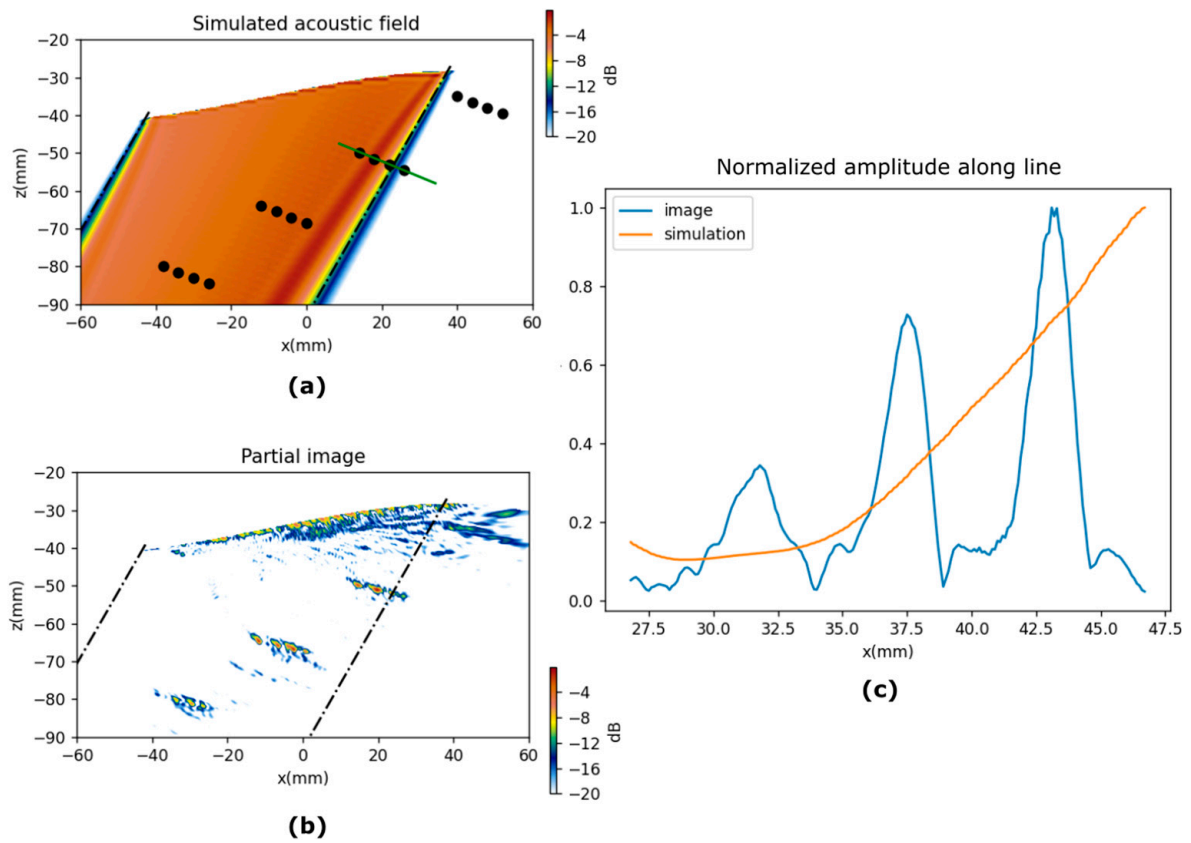 Simulated acoustic field
−20
−30
−40
−50
−60
−70
−80
−90
z(mm)
−60 −40 −20 0 20 40 60
x(mm)
−4
−8
−12
−16
−20
dB
(a)
Partial image
−20
−30
−40
−50
−60
−70
−80
−90
z(mm)
−60 −40 −20 0 20 40 60
x(mm)
−4
−8
−12
−16
−20
dB
(b)
Normalized amplitude along line
image
simulation
1.0
0.8
0.6
0.4
0.2
0.0
27.5 30.0 32.5 35.0 37.5 40.0 42.5 45.0 47.5
x(mm)
(c)